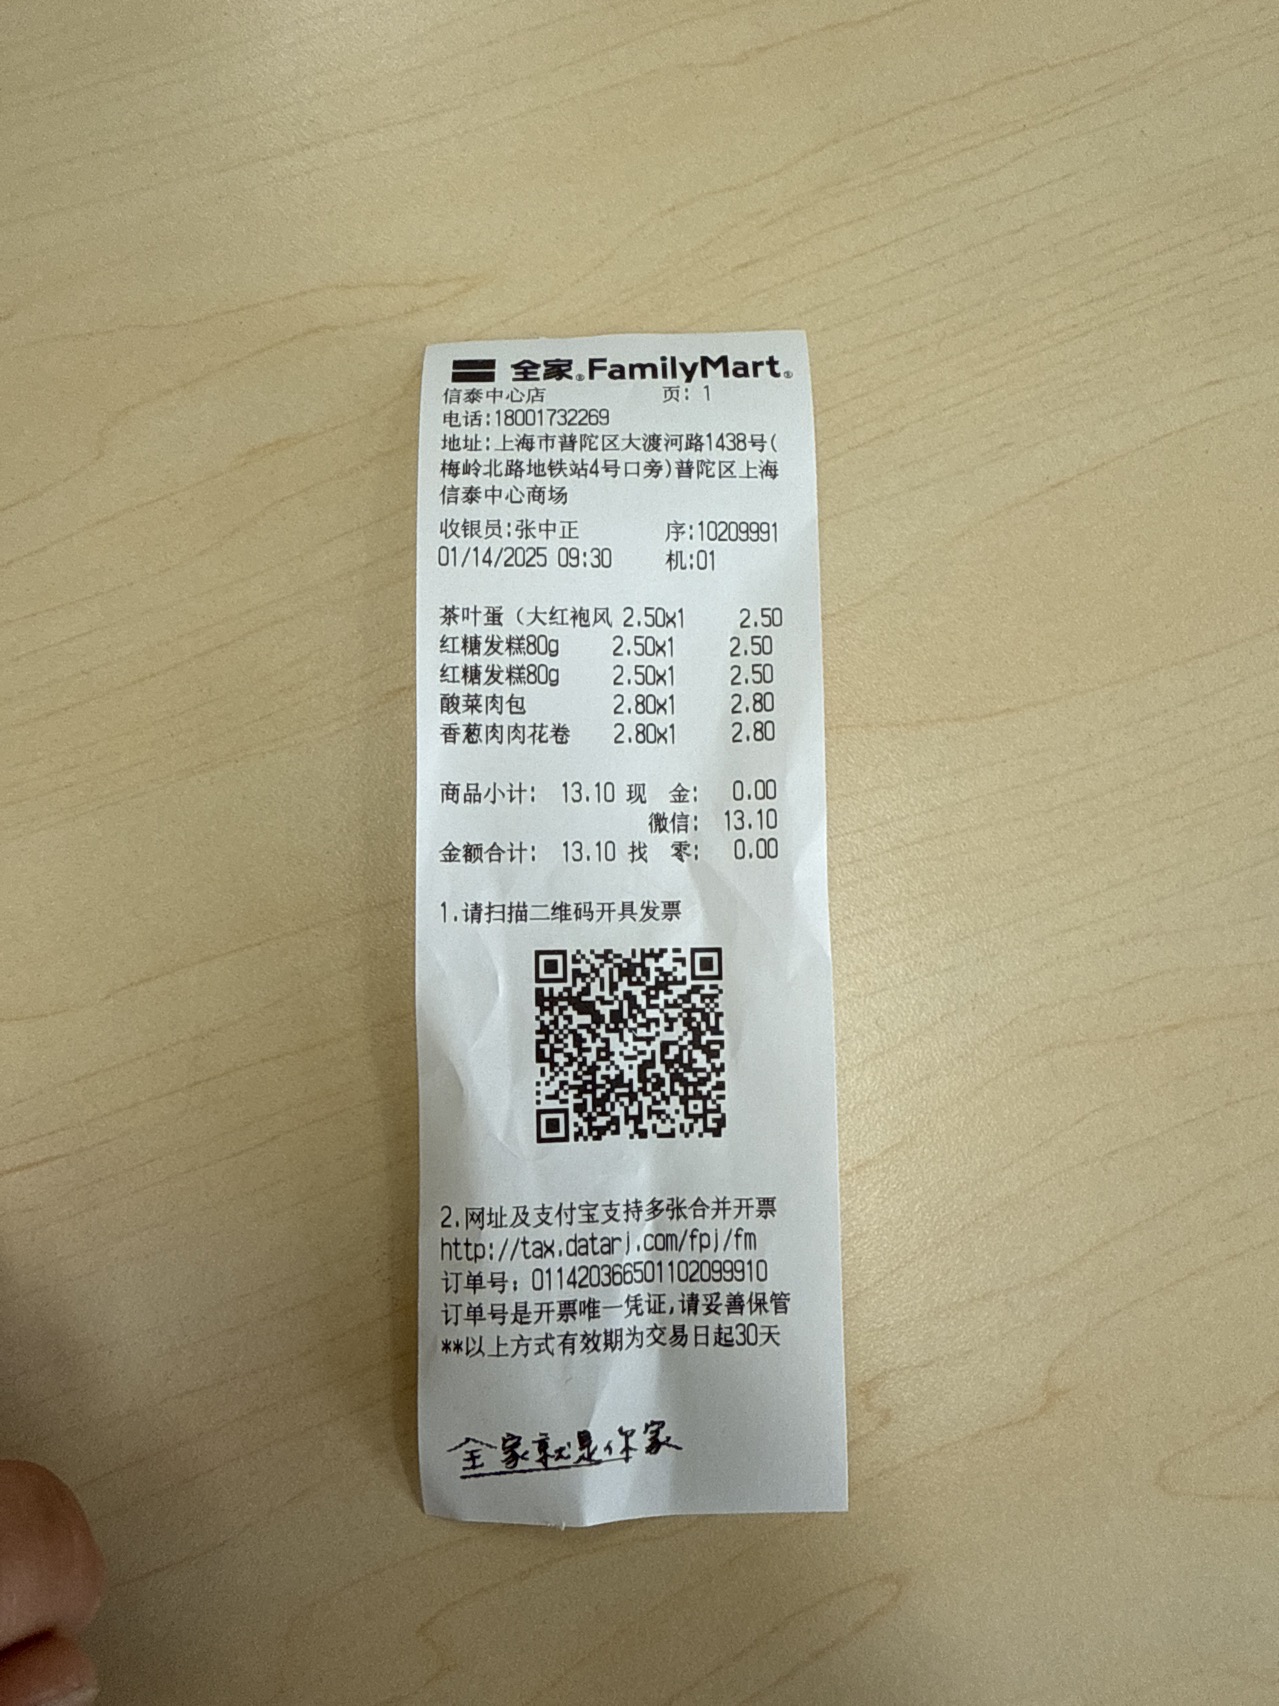 全家®FamilyMart®
信泰中心店 页: 1
电话:18001732269
地址:上海市普陀区大渡河路1438号(
梅岭北路地铁站4号口旁)普陀区上海
信泰中心商场
收银员:张中正 序:10209991
01/14/2025 09:30 机:01
茶叶蛋（大红袍风 2.50x1 2.50
红糖发糕80g 2.50x1 2.50
红糖发糕80g 2.50x1 2.50
酸菜肉包 2.80x1 2.80
香葱肉肉花卷 2.80x1 2.80
商品小计: 13.10 现 金: 0.00
微信: 13.10
金额合计: 13.10 找 零: 0.00
1.请扫描二维码开具发票
2.网址及支付宝支持多张合并开票
http://tax.datarj.com/fpj/fm
订单号: 011420366501102099910
订单号是开票唯一凭证,请妥善保管
**以上方式有效期为交易日起30天
全家就是你家